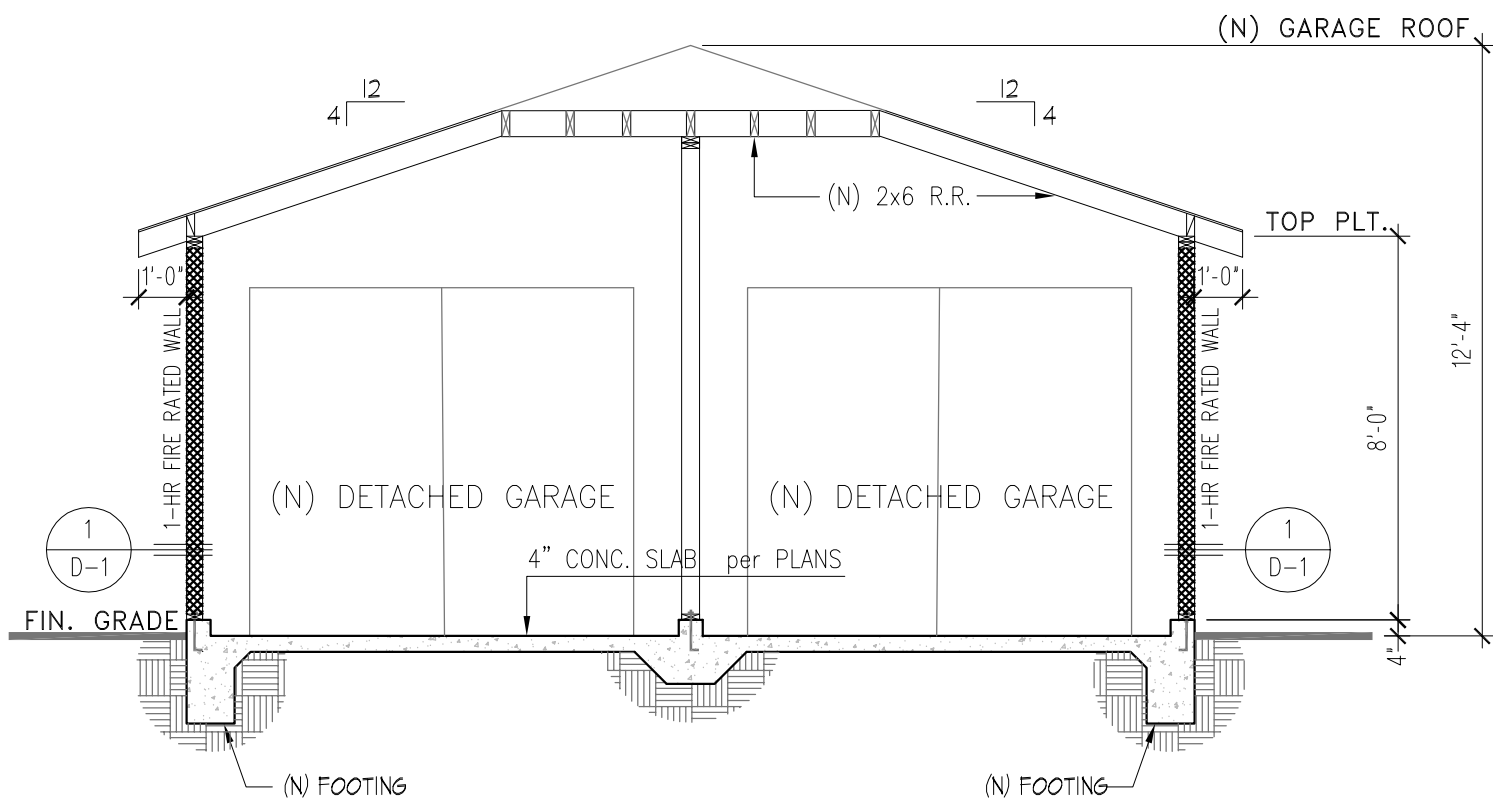 (N) GARAGE ROOF
12
4
12
4
(N) 2x6 R.R.
TOP PLT.
1'-0"
1'-0"
12'-4"
8'-0"
1-HR FIRE RATED WALL
1-HR FIRE RATED WALL
(N) DETACHED GARAGE
(N) DETACHED GARAGE
1
D-1
1
D-1
4" CONC. SLAB per PLANS
FIN. GRADE
4"
(N) FOOTING
(N) FOOTING